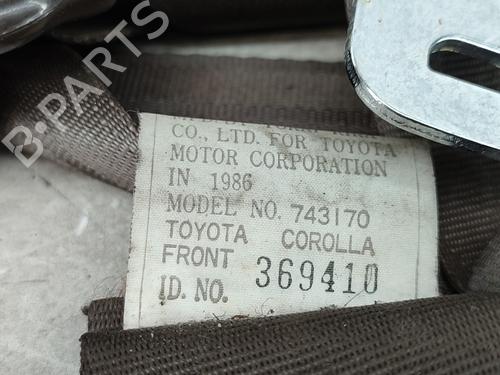 CO., LTD. FOR TOYOTA
MOTOR CORPORATION
IN 1986
MODEL NO. 743170
TOYOTA COROLLA
FRONT
ID. NO. 369410
B-PARTS